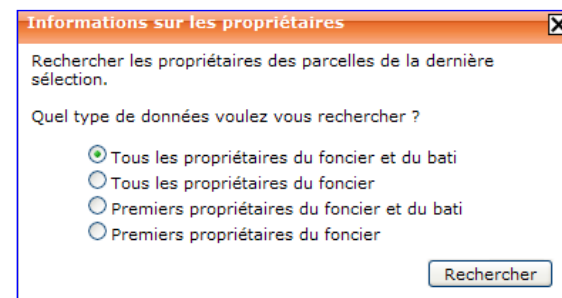 Informations sur les propriétaires
Rechercher les propriétaires des parcelles de la dernière
sélection.
Quel type de données voulez vous rechercher ?
Tous les propriétaires du foncier et du bati
Tous les propriétaires du foncier
Premiers propriétaires du foncier et du bati
Premiers propriétaires du foncier
Rechercher